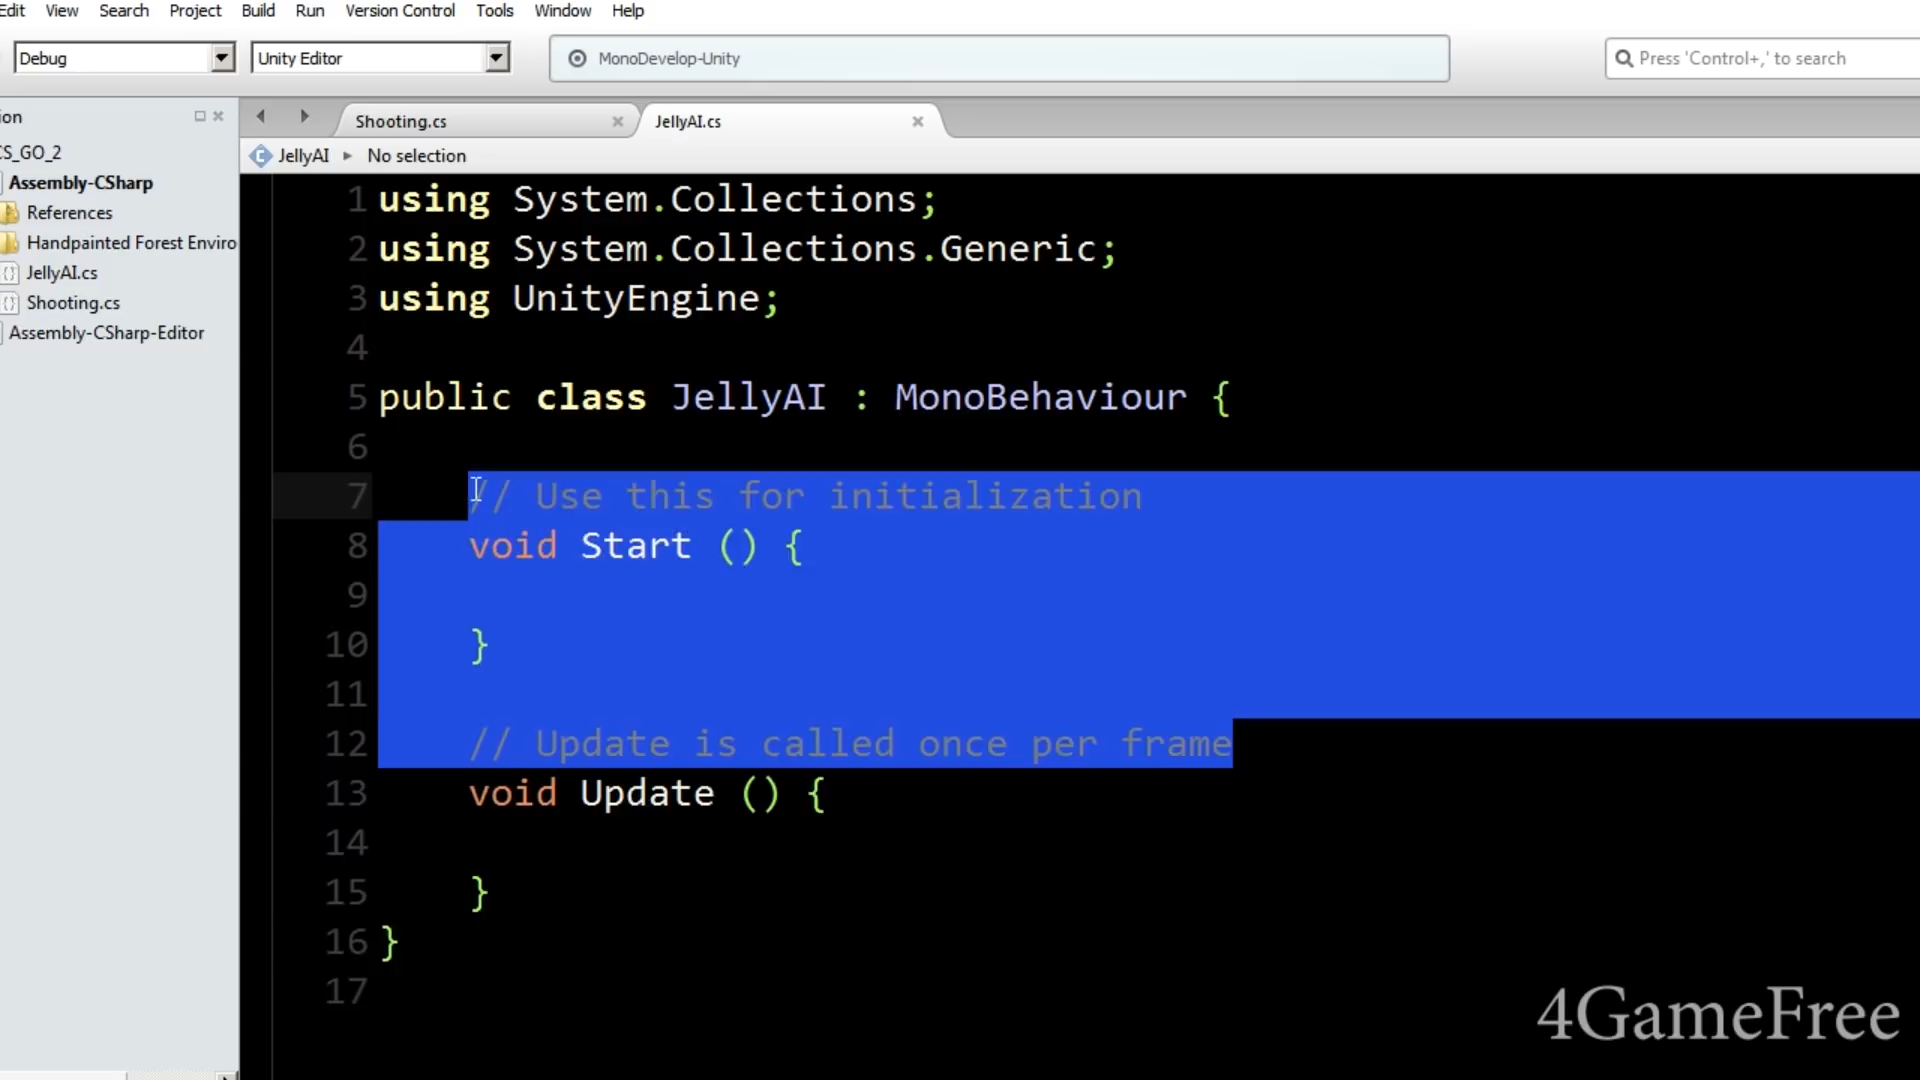 Edit View Search Project Build Run Version Control Tools Window Help
Debug Unity Editor MonoDevelop-Unity Press 'Control+,' to search
ion Shooting.cs JellyAI.cs
JellyAI No selection
CS_GO_2
Assembly-CSharp
References
Handpainted Forest Enviro
JellyAI.cs
Shooting.cs
Assembly-CSharp-Editor
1 using System.Collections;
2 using System.Collections.Generic;
3 using UnityEngine;
4
5 public class JellyAI : MonoBehaviour {
6
7 // Use this for initialization
8 void Start () {
9
10 }
11
12 // Update is called once per frame
13 void Update () {
14
15 }
16 }
17
4GameFree